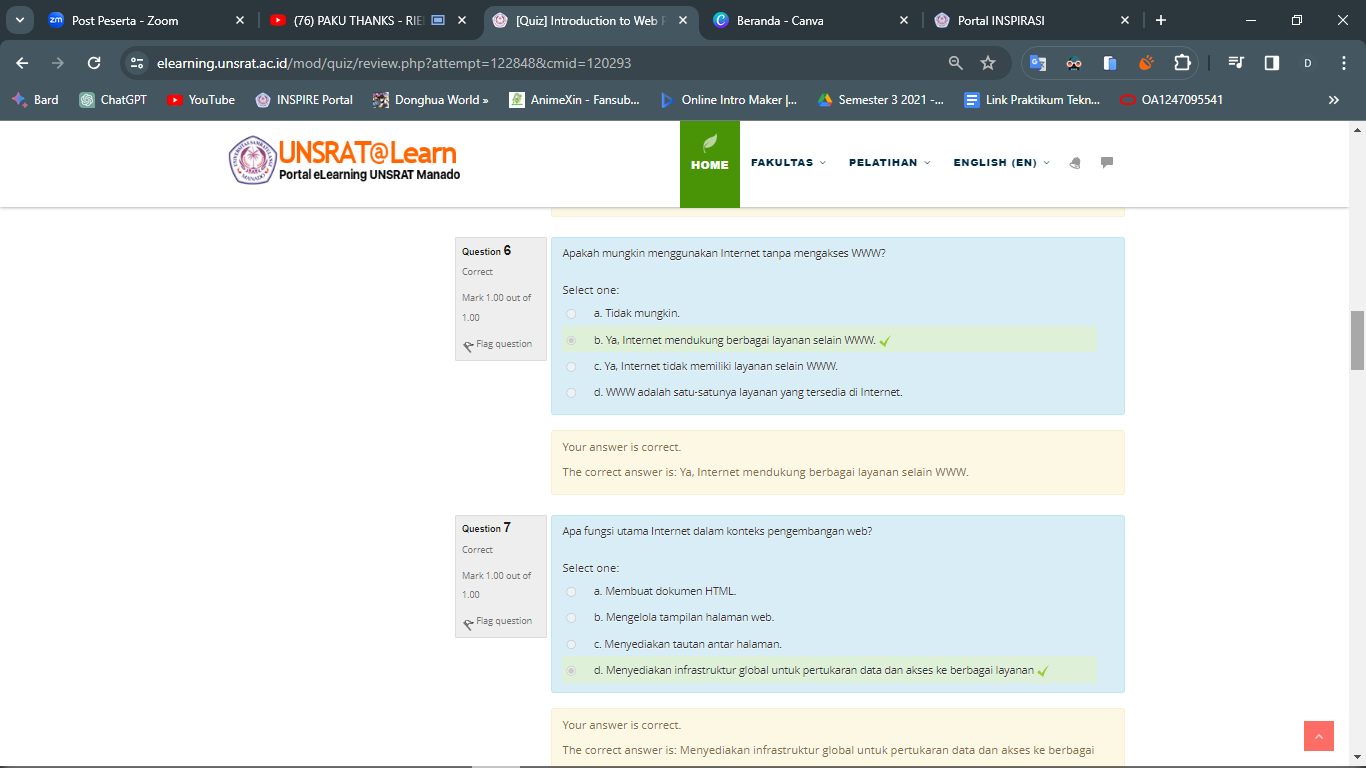 Post Peserta - Zoom
(76) PAKU THANKS - RIE
[Quiz] Introduction to Web P
Beranda - Canva
Portal INSPIRASI
elearning.unsrat.ac.id/mod/quiz/review.php?attempt=122848&cmid=120293
D
Bard
ChatGPT
YouTube
INSPIRE Portal
Donghua World »
AnimeXin - Fansub...
Online Intro Maker |...
Semester 3 2021 -...
Link Praktikum Tekn...
OA1247095541
»
UNSRAT@Learn
Portal eLearning UNSRAT Manado
HOME
FAKULTAS
PELATIHAN
ENGLISH (EN)
Question 6
Correct
Mark 1.00 out of
1.00
Flag question
Apakah mungkin menggunakan Internet tanpa mengakses WWW?
Select one:
a. Tidak mungkin.
b. Ya, Internet mendukung berbagai layanan selain WWW.
c. Ya, Internet tidak memiliki layanan selain WWW.
d. WWW adalah satu-satunya layanan yang tersedia di Internet.
Your answer is correct.
The correct answer is: Ya, Internet mendukung berbagai layanan selain WWW.
Question 7
Correct
Mark 1.00 out of
1.00
Flag question
Apa fungsi utama Internet dalam konteks pengembangan web?
Select one:
a. Membuat dokumen HTML.
b. Mengelola tampilan halaman web.
c. Menyediakan tautan antar halaman.
d. Menyediakan infrastruktur global untuk pertukaran data dan akses ke berbagai layanan
Your answer is correct.
The correct answer is: Menyediakan infrastruktur global untuk pertukaran data dan akses ke berbagai